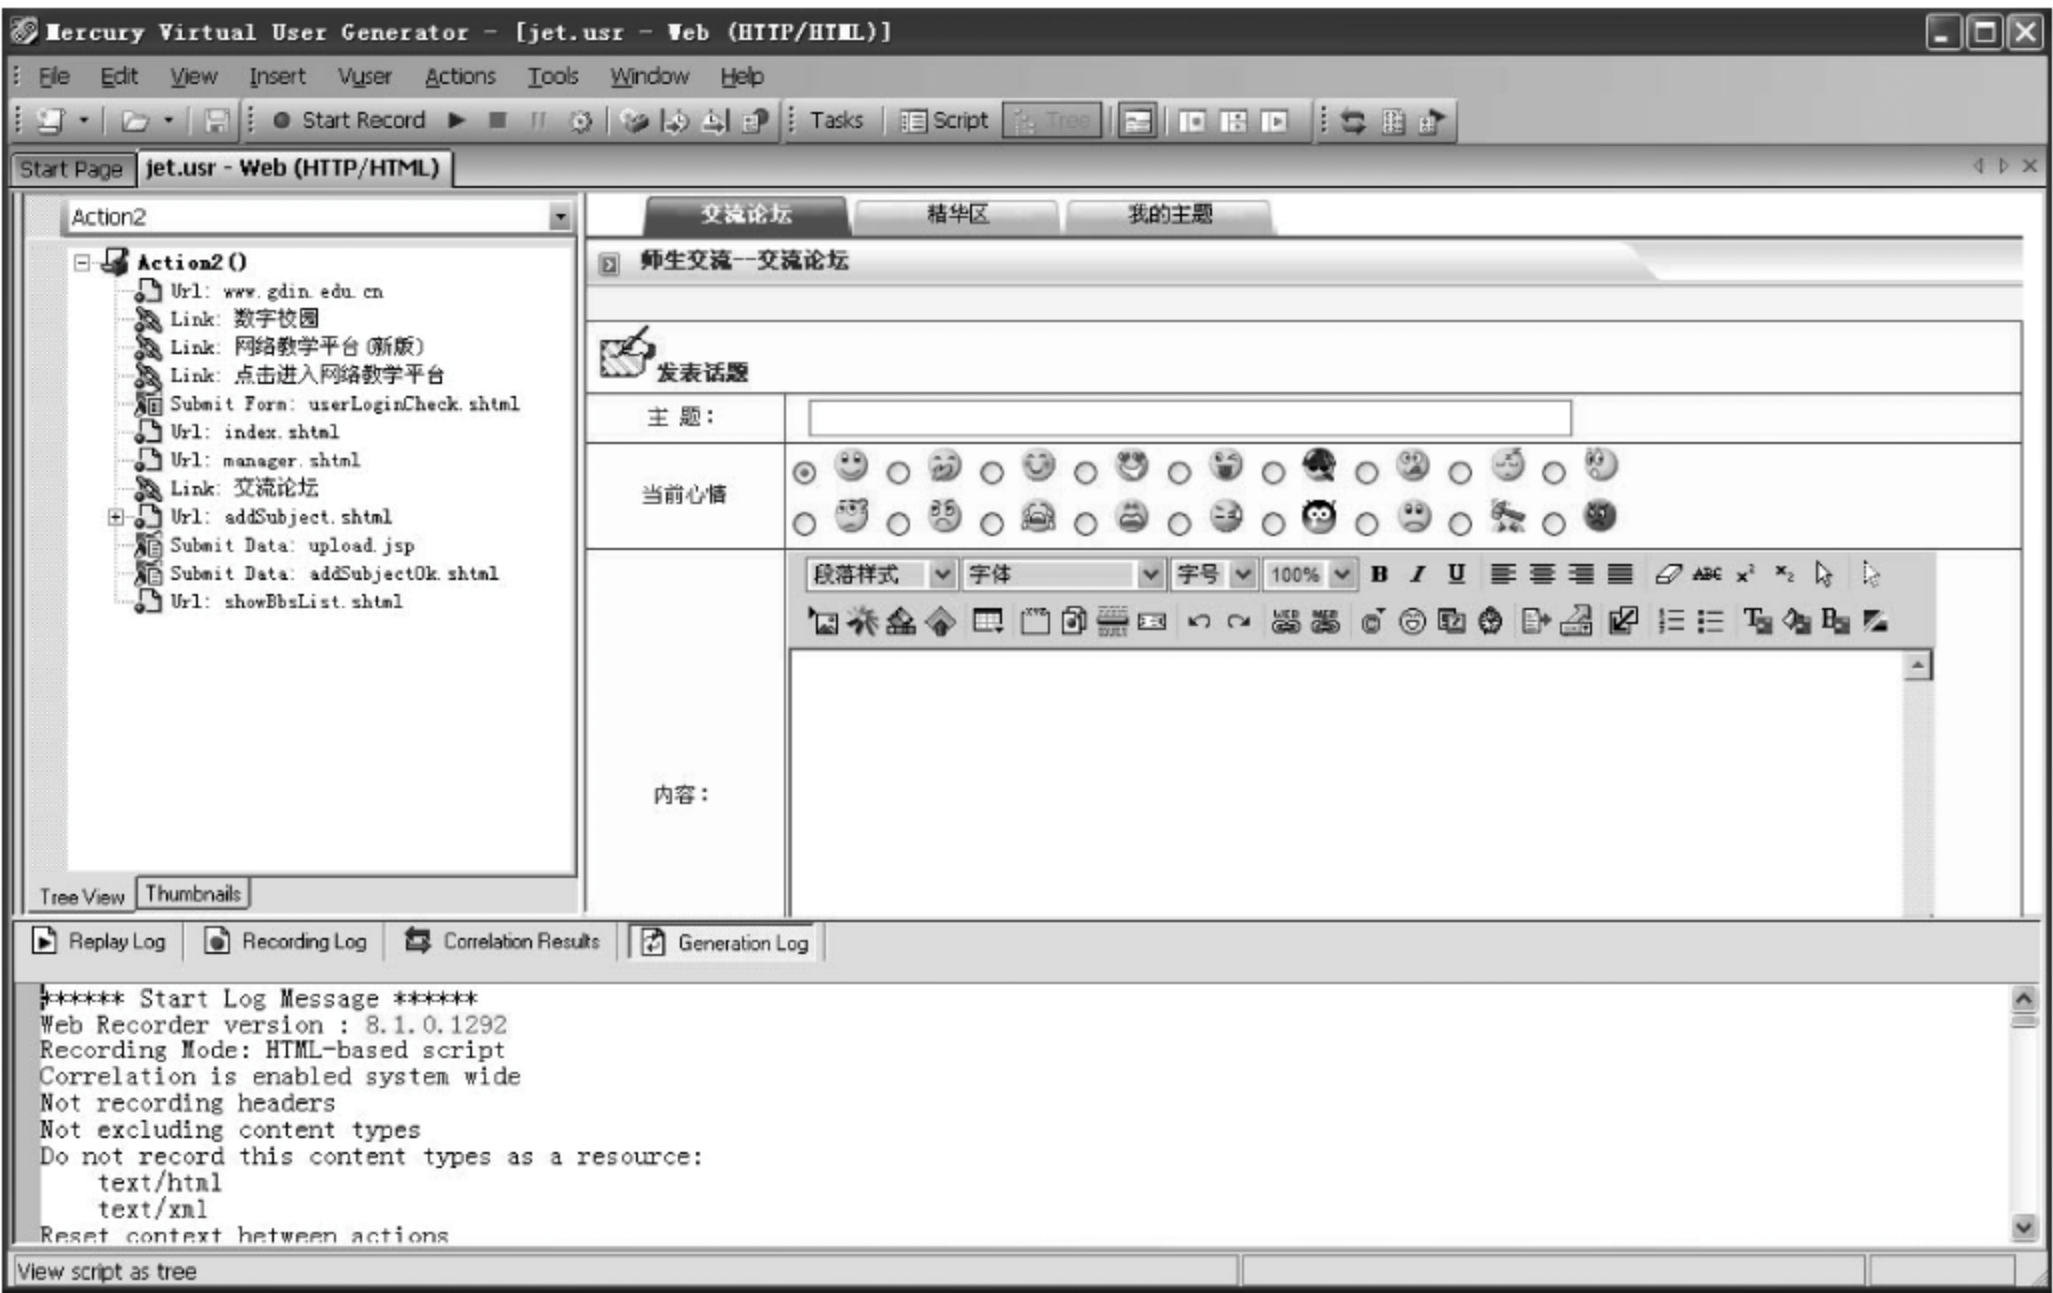 Mercury Virtual User Generator - [jet.usr - Web (HTTP/HTML)]
File Edit View Insert Vuser Actions Tools Window Help
Start Record Tasks Script Tree
Start Page jet.usr - Web (HTTP/HTML)
Action2
Action2()
Url: www.gdin.edu.cn
Link: 数字校园
Link: 网络教学平台(新版)
Link: 点击进入网络教学平台
Submit Form: userLoginCheck.shtml
Url: index.shtml
Url: manager.shtml
Link: 交流论坛
Url: addSubject.shtml
Submit Data: upload.jsp
Submit Data: addSubjectOk.shtml
Url: showBbsList.shtml
Tree View Thumbnails
交流论坛 精华区 我的主题
师生交流--交流论坛
发表话题
主 题：
当前心情
段落样式 字体 字号 100% B I U ABC x² x₂
内容：
Replay Log Recording Log Correlation Results Generation Log
****** Start Log Message ******
Web Recorder version : 8.1.0.1292
Recording Mode: HTML-based script
Correlation is enabled system wide
Not recording headers
Not excluding content types
Do not record this content types as a resource:
text/html
text/xml
Reset context between actions
View script as tree